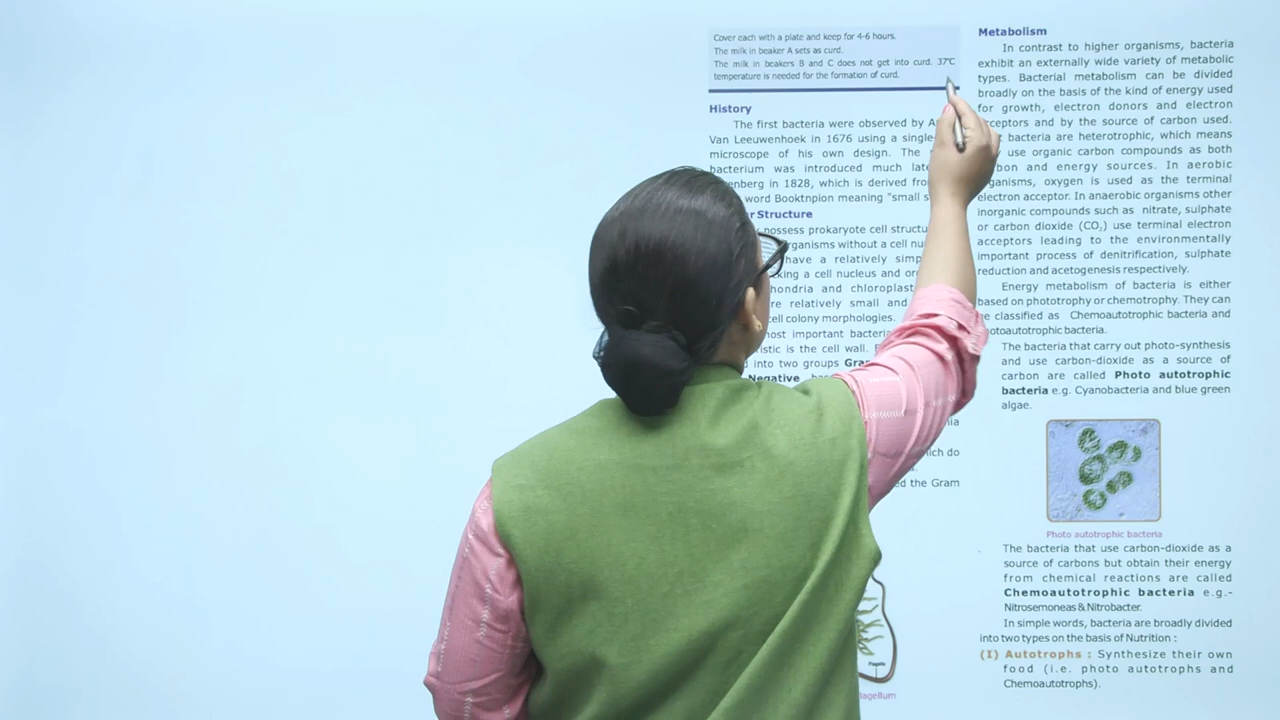 Cover each with a plate and keep for 4-6 hours.
The milk in beaker A sets as curd.
The milk in beakers B and C does not get into curd. 37°C
temperature is needed for the formation of curd.
History
The first bacteria were observed by
Van Leeuwenhoek in 1676 using a single
microscope of his own design. The
bacterium was introduced much
in 1828, which is derived
word Booktnpion meaning "small
Structure
possess prokaryote cell
without a cell
have a relatively
a cell nucleus and
and
relatively small and
cell colony morphologies.
most important
is the cell wall.
into two groups
Negative
which do
the Gram
Flagella
Metabolism
In contrast to higher organisms, bacteria
exhibit an externally wide variety of metabolic
types. Bacterial metabolism can be divided
broadly on the basis of the kind of energy used
for growth, electron donors and electron
acceptors and by the source of carbon used.
bacteria are heterotrophic, which means
use organic carbon compounds as both
and energy sources. In aerobic
organisms, oxygen is used as the terminal
electron acceptor. In anaerobic organisms other
inorganic compounds such as nitrate, sulphate
or carbon dioxide (CO₂) use terminal electron
acceptors leading to the environmentally
important process of denitrification, sulphate
reduction and acetogenesis respectively.
Energy metabolism of bacteria is either
based on phototrophy or chemotrophy. They can
be classified as Chemoautotrophic bacteria and
photoautotrophic bacteria.
The bacteria that carry out photo-synthesis
and use carbon-dioxide as a source of
carbon are called Photo autotrophic
bacteria e.g. Cyanobacteria and blue green
algae.
Photo autotrophic bacteria
The bacteria that use carbon-dioxide as a
source of carbons but obtain their energy
from chemical reactions are called
Chemoautotrophic bacteria e.g.-
Nitrosemoneas & Nitrobacter.
In simple words, bacteria are broadly divided
into two types on the basis of Nutrition :
(I) Autotrophs : Synthesize their own
food (i.e. photo autotrophs and
Chemoautotrophs).